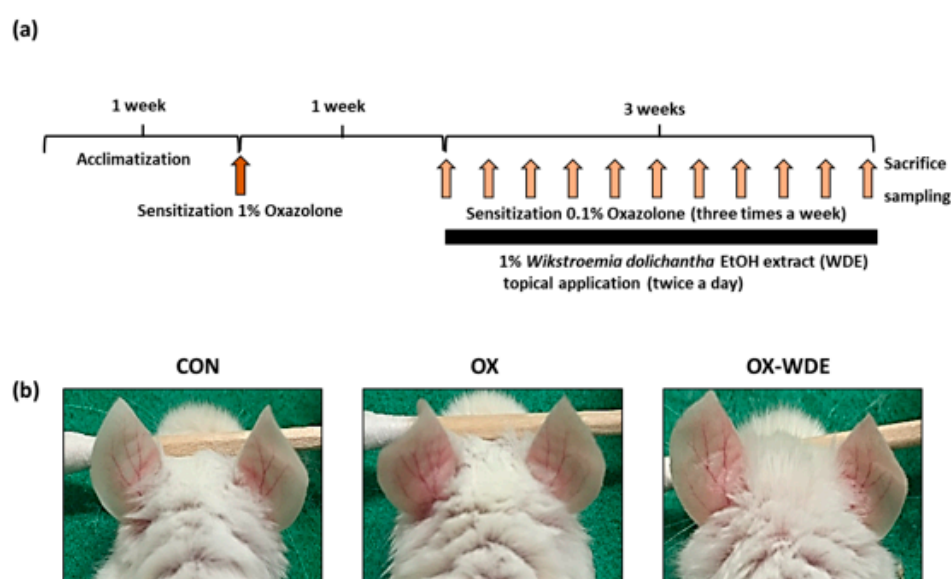 (a)
1 week
1 week
3 weeks
Acclimatization
Sacrifice
sampling
Sensitization 1% Oxazolone
Sensitization 0.1% Oxazolone (three times a week)
1% Wikstroemia dolichantha EtOH extract (WDE)
topical application (twice a day)
(b)
CON
OX
OX-WDE